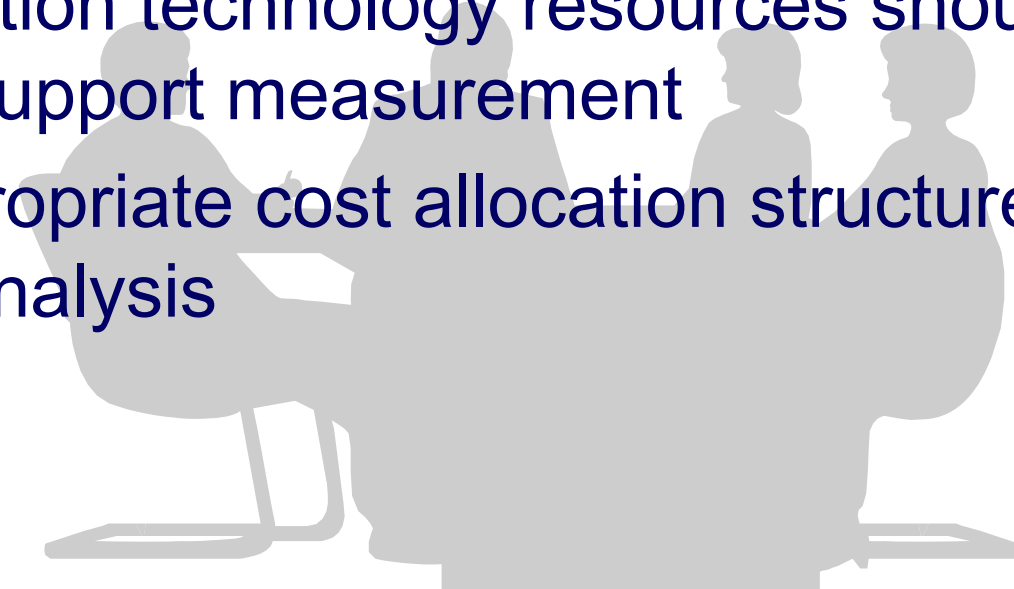 tion technology resources shou
upport measurement
ropriate cost allocation structure
nalysis